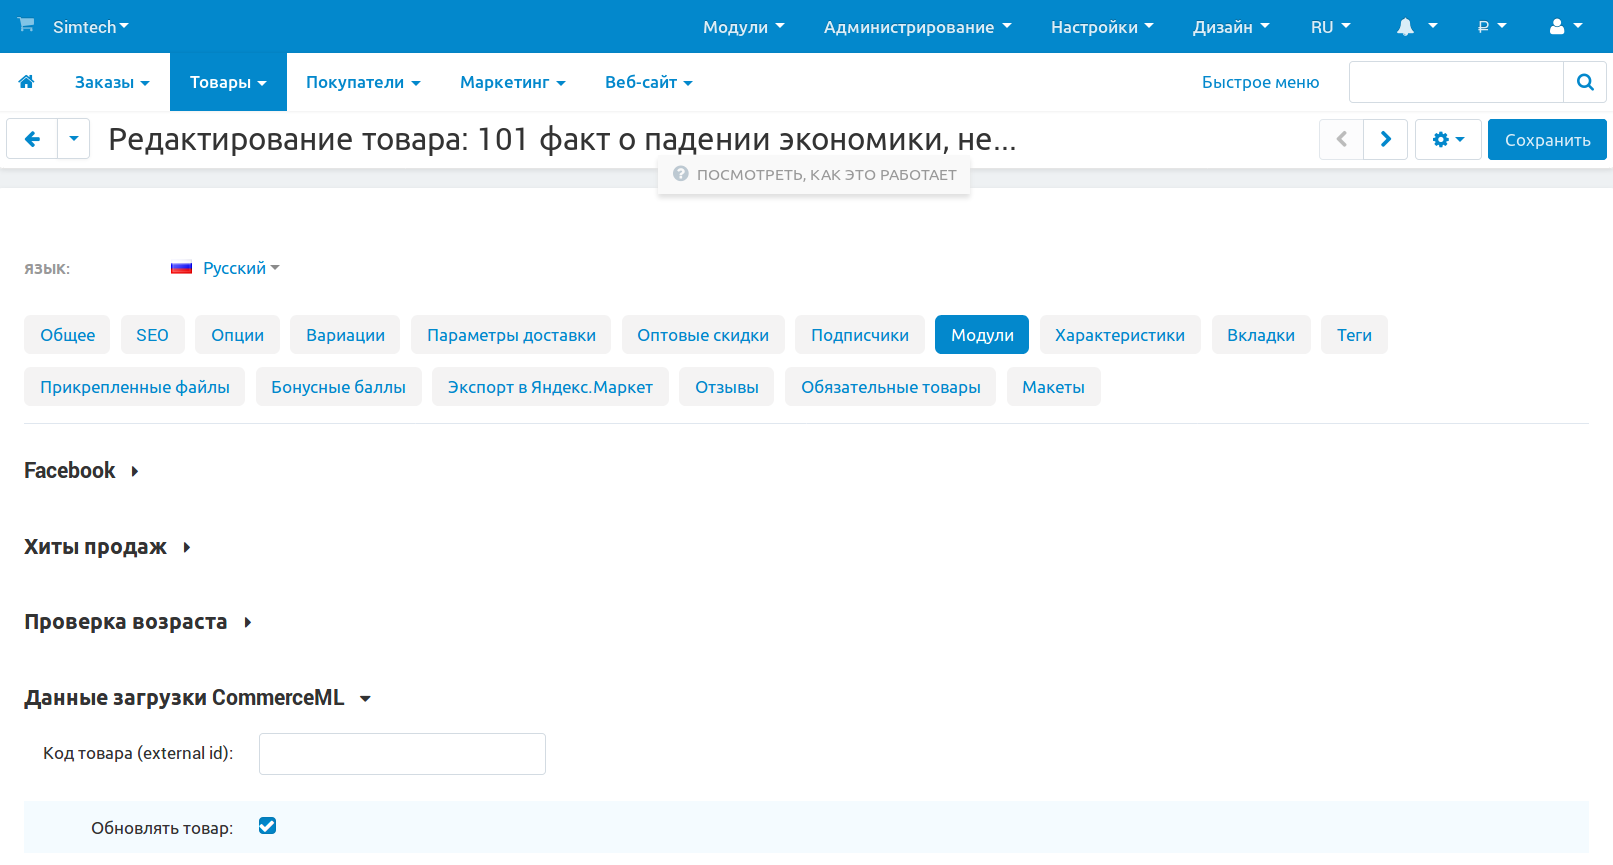 Simtech Модули Администрирование Настройки Дизайн RU ₽
Заказы Товары Покупатели Маркетинг Веб-сайт Быстрое меню
Редактирование товара: 101 факт о падении экономики, не... Сохранить
ПОСМОТРЕТЬ, КАК ЭТО РАБОТАЕТ
ЯЗЫК: Русский
Общее SEO Опции Вариации Параметры доставки Оптовые скидки Подписчики Модули Характеристики Вкладки Теги
Прикрепленные файлы Бонусные баллы Экспорт в Яндекс.Маркет Отзывы Обязательные товары Макеты
Facebook
Хиты продаж
Проверка возраста
Данные загрузки CommerceML
Код товара (external id):
Обновлять товар: